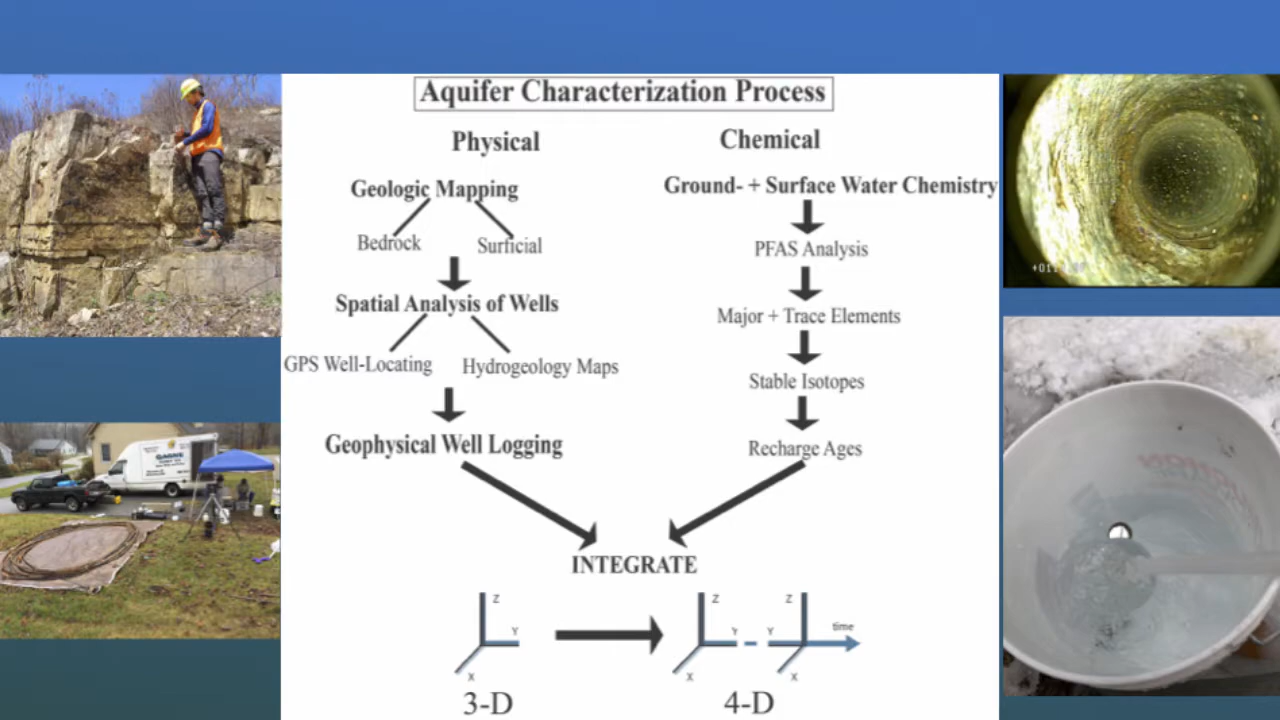 Aquifer Characterization Process
Physical
Chemical
Geologic Mapping
Ground- + Surface Water Chemistry
Bedrock
Surficial
PFAS Analysis
Spatial Analysis of Wells
Major + Trace Elements
GPS Well-Locating
Hydrogeology Maps
Stable Isotopes
Geophysical Well Logging
Recharge Ages
INTEGRATE
Z
Y
X
Z
Y
X
Z
Y
X
time
3-D
4-D
GAGNE